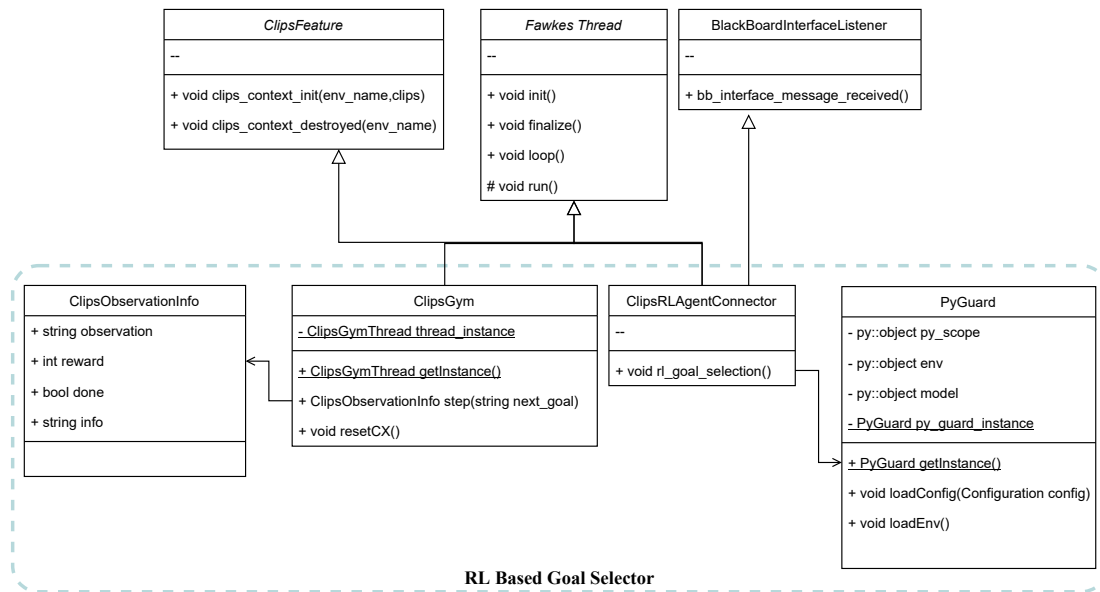 ClipsFeature
--
+ void clips_context_init(env_name,clips)
+ void clips_context_destroyed(env_name)
Fawkes Thread
--
+ void init()
+ void finalize()
+ void loop()
# void run()
BlackBoardInterfaceListener
--
+ bb_interface_message_received()
ClipsObservationInfo
+ string observation
+ int reward
+ bool done
+ string info
ClipsGym
- ClipsGymThread thread_instance
+ ClipsGymThread getInstance()
+ ClipsObservationInfo step(string next_goal)
+ void resetCX()
ClipsRLAgentConnector
--
+ void rl_goal_selection()
PyGuard
- py::object py_scope
- py::object env
- py::object model
- PyGuard py_guard_instance
+ PyGuard getInstance()
+ void loadConfig(Configuration config)
+ void loadEnv()
RL Based Goal Selector